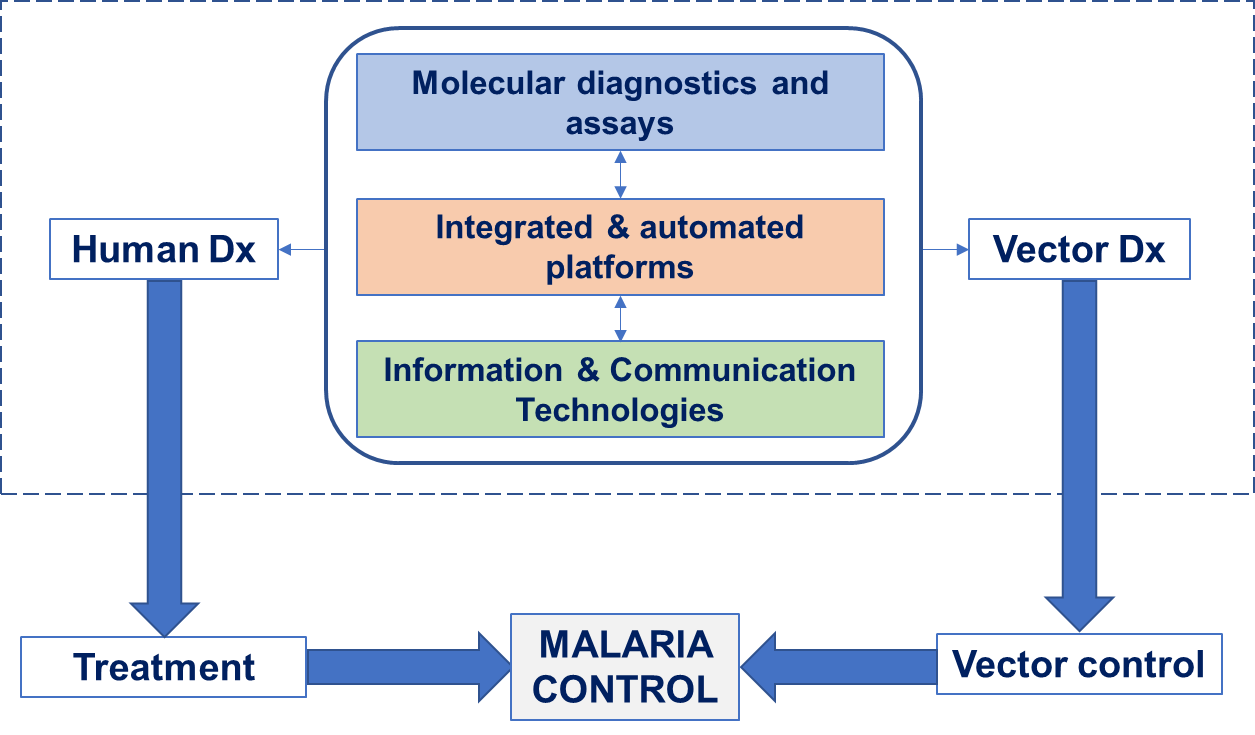 Molecular diagnostics and
assays
Integrated & automated
platforms
Human Dx
Vector Dx
Information & Communication
Technologies
Treatment
MALARIA
CONTROL
Vector control